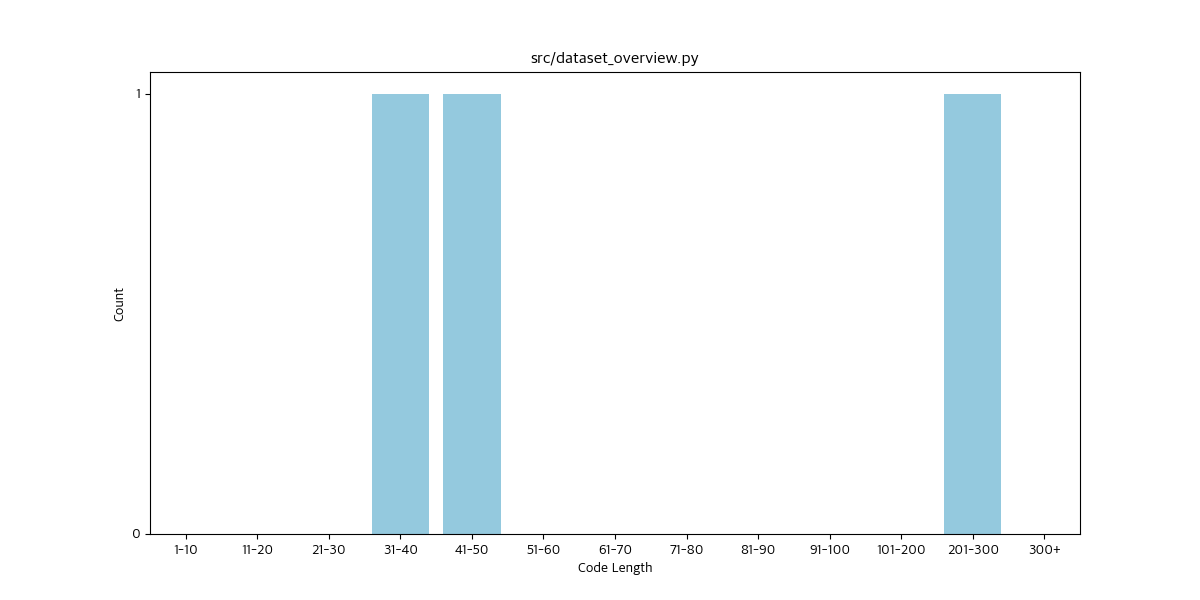 src/dataset_overview.py
1
Count
0
1-10 11-20 21-30 31-40 41-50 51-60 61-70 71-80 81-90 91-100 101-200 201-300 300+
Code Length